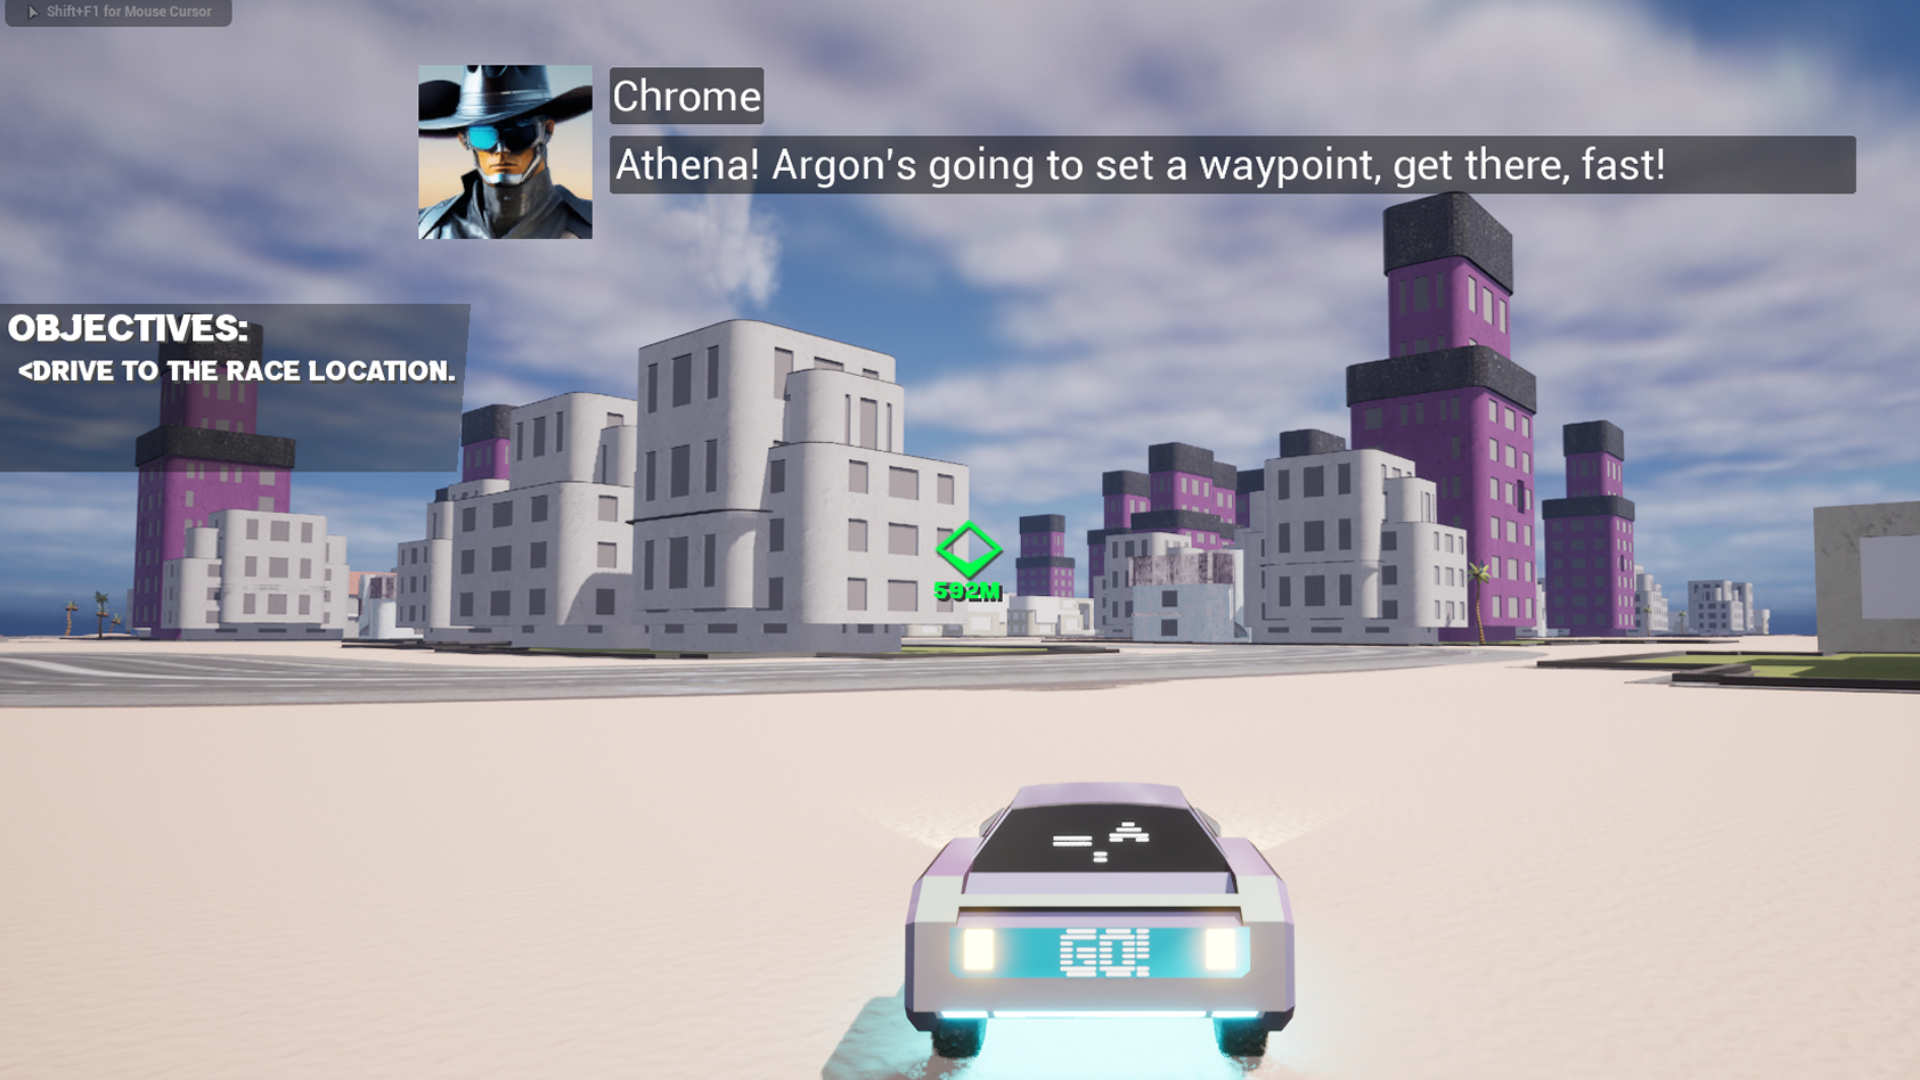 Shift+F1 for Mouse Cursor
Chrome
Athena! Argon's going to set a waypoint, get there, fast!
OBJECTIVES:
<DRIVE TO THE RACE LOCATION.
592M
GO!